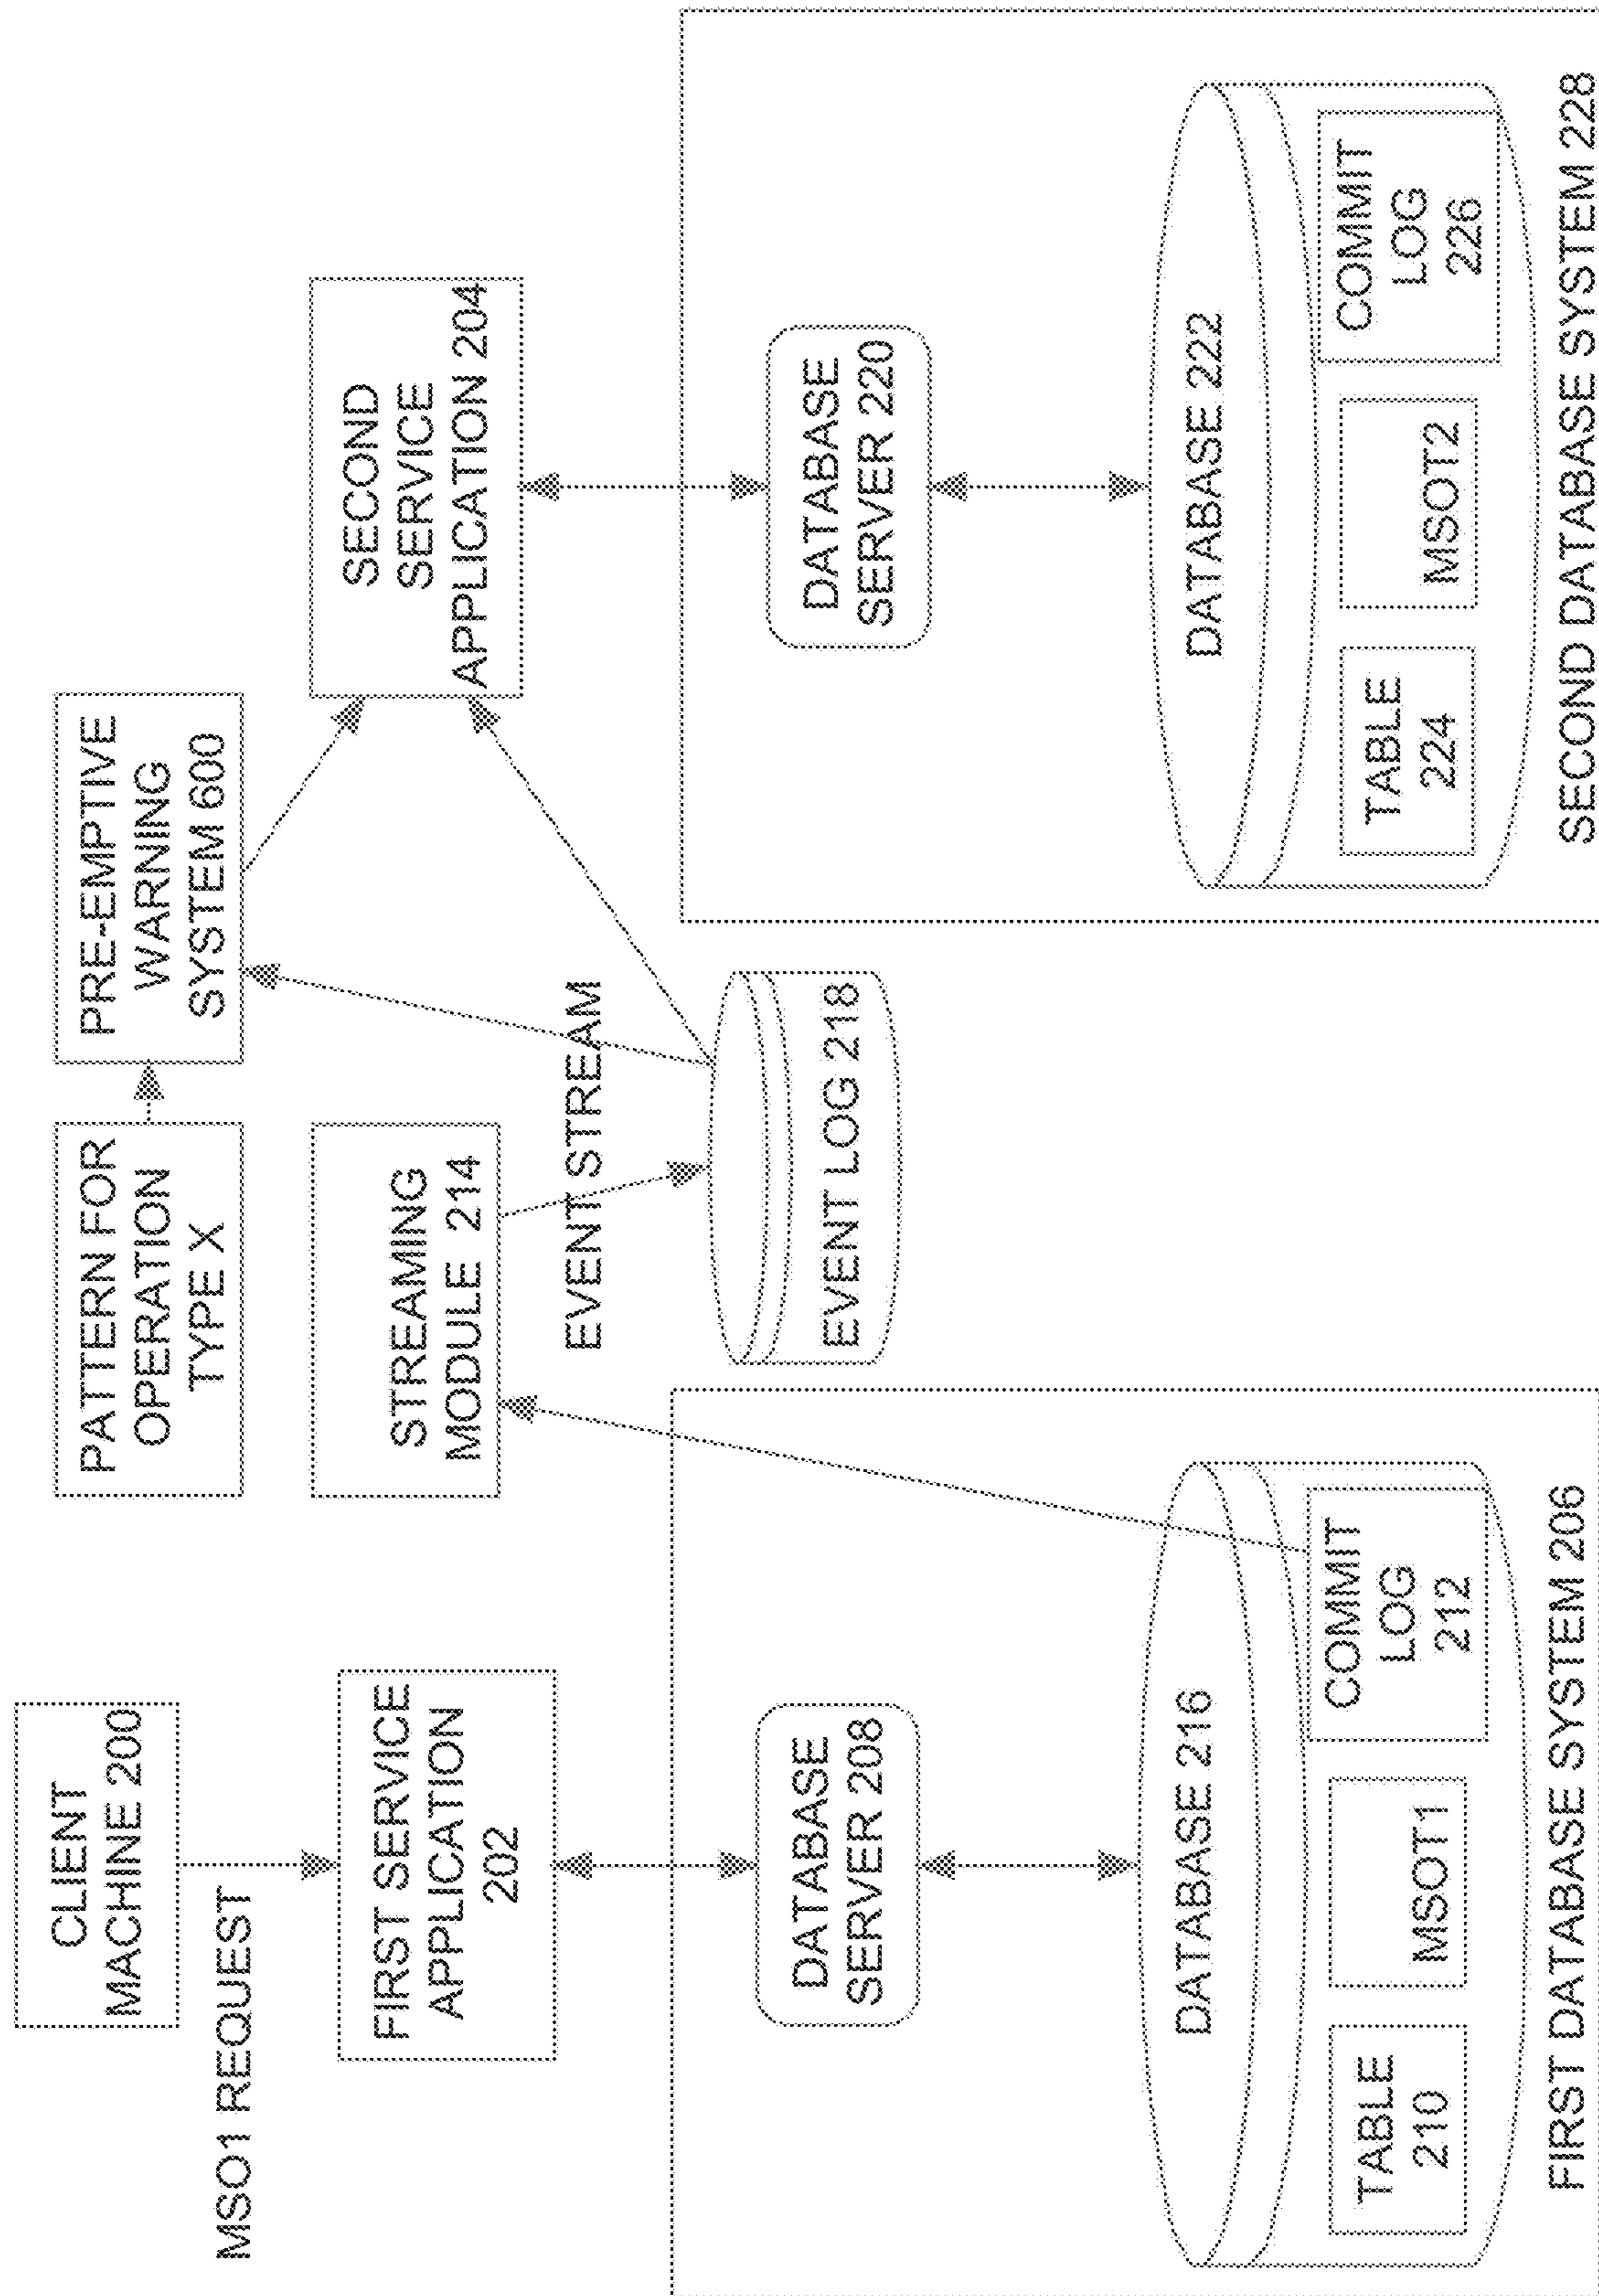 CLIENT
MACHINE 200
MSO1 REQUEST
FIRST SERVICE
APPLICATION
202
DATABASE
SERVER 208
DATABASE 216
TABLE
210
MSOT1
COMMIT
LOG
212
FIRST DATABASE SYSTEM 206
PATTERN FOR
OPERATION
TYPE X
STREAMING
MODULE 214
EVENT STREAM
EVENT LOG 218
PRE-EMPTIVE
WARNING
SYSTEM 600
SECOND
SERVICE
APPLICATION 204
DATABASE
SERVER 220
DATABASE 222
TABLE
224
MSOT2
COMMIT
LOG
226
SECOND DATABASE SYSTEM 228